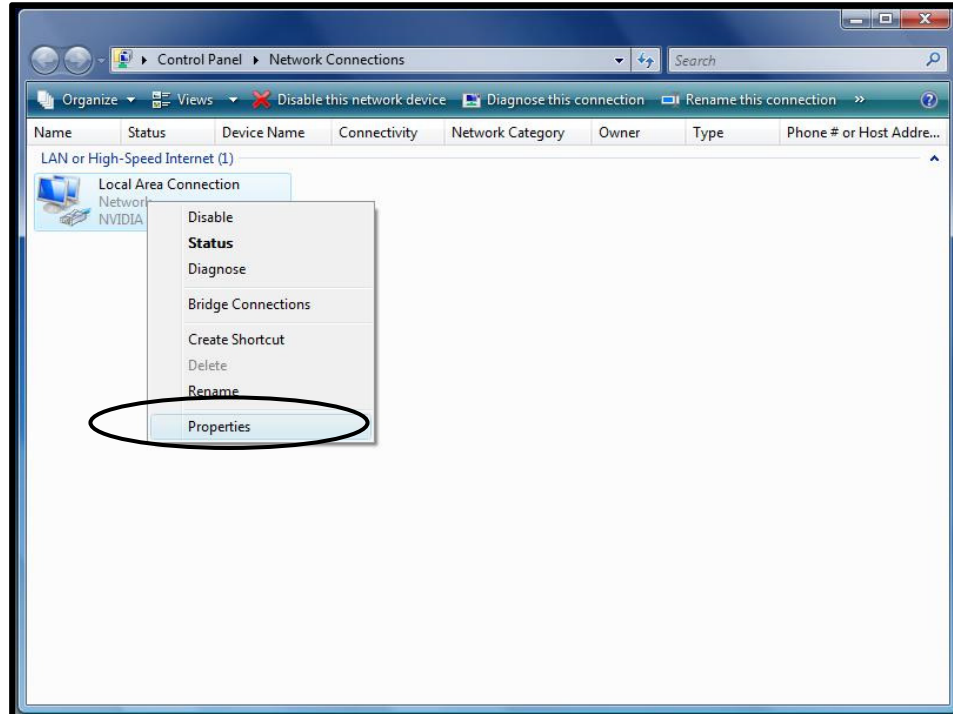 Control Panel Network Connections Search
Organize Views Disable this network device Diagnose this connection Rename this connection »
Name Status Device Name Connectivity Network Category Owner Type Phone # or Host Addre...
LAN or High-Speed Internet (1)
Local Area Connection
Network
NVIDIA
Disable
Status
Diagnose
Bridge Connections
Create Shortcut
Delete
Rename
Properties